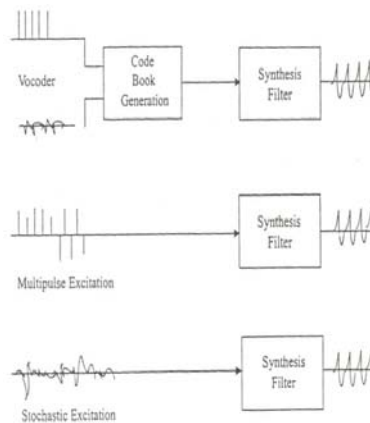 Vocoder
Code
Book
Generation
Synthesis
Filter
Multipulse Excitation
Synthesis
Filter
Stochastic Excitation
Synthesis
Filter